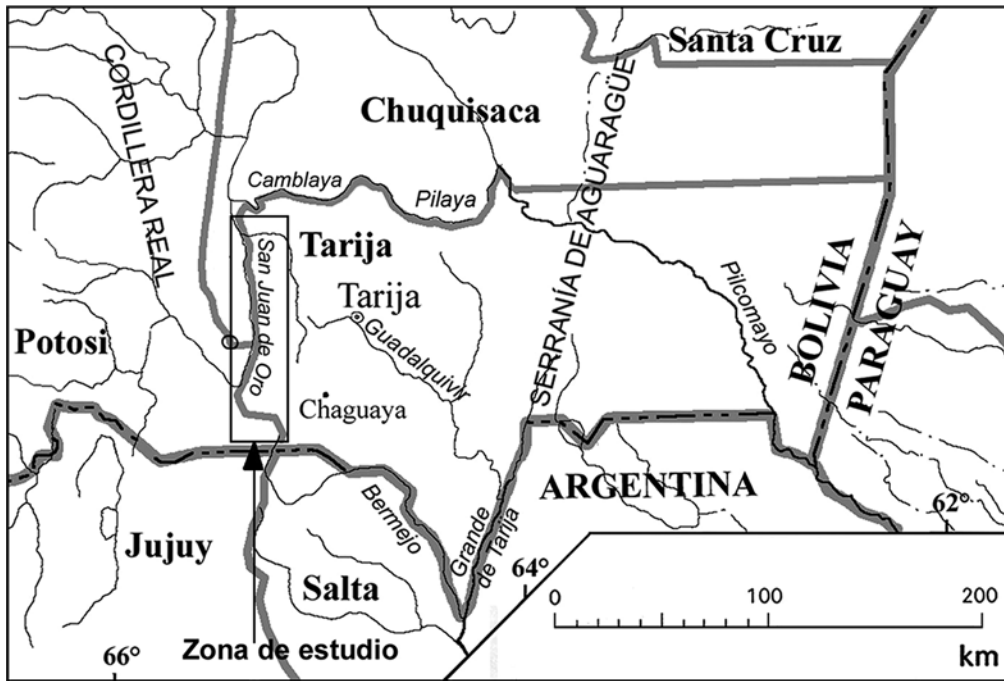 Santa Cruz
CORDILLERA REAL
Chuquisaca
SERRANÍA DE AGUARAGÜE
Camblaya
Pilaya
Tarija
San Juan de Oro
Tarija
Guadalquivir
Pilcomayo
BOLIVIA
PARAGUAY
Potosi
Chaguaya
ARGENTINA
62°
Jujuy
Bermejo
Grande
de Tarija
64°
Salta
0
100
200
km
Zona de estudio
66°